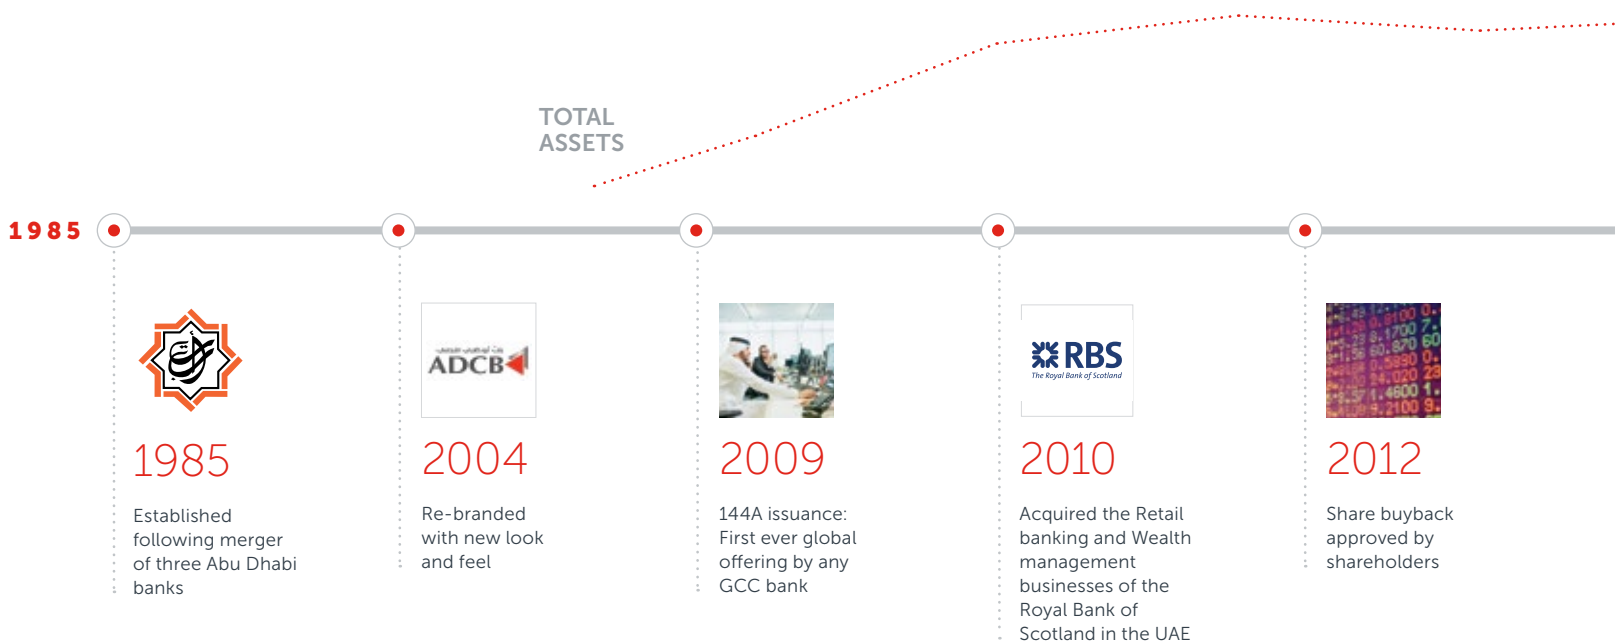 TOTAL
ASSETS
1985
ADCB
RBS
The Royal Bank of Scotland
1985
Established
following merger
of three Abu Dhabi
banks
2004
Re-branded
with new look
and feel
2009
144A issuance:
First ever global
offering by any
GCC bank
2010
Acquired the Retail
banking and Wealth
management
businesses of the
Royal Bank of
Scotland in the UAE
2012
Share buyback
approved by
shareholders